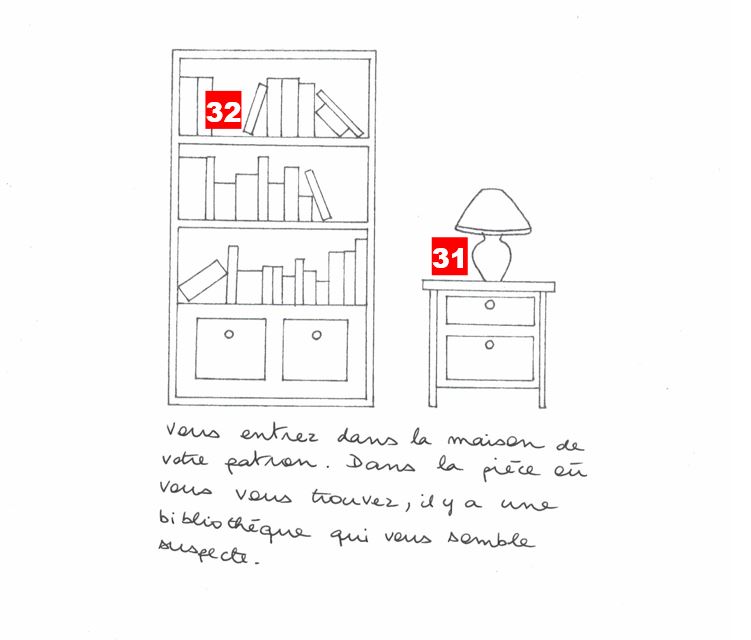 32
31
vous entrez dans la maison de
votre patron. Dans la pièce où
vous vous trouvez, il y a une
bibliothèque qui vous semble
suspecte.